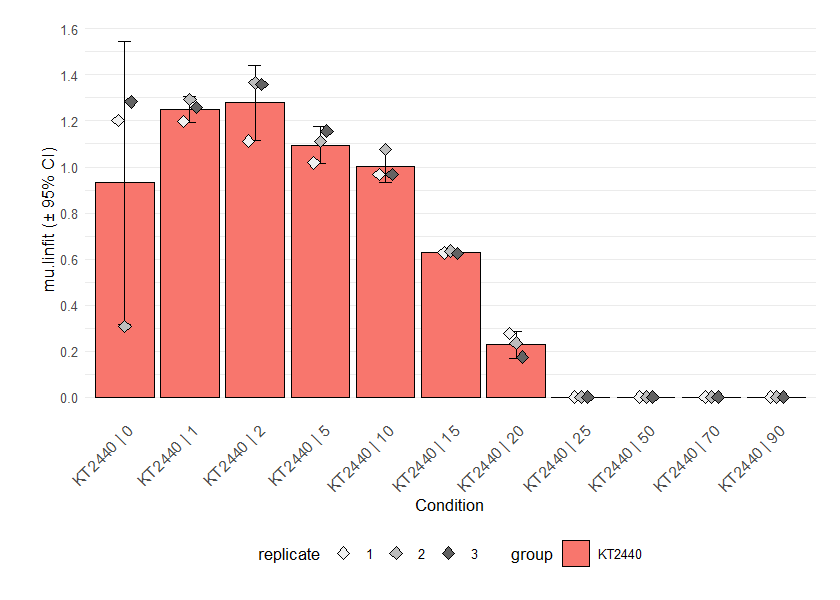 1.6
1.4
1.2
1.0
0.8
0.6
0.4
0.2
0.0
mu.linfit (± 95% CI)
KT2440 | 0
KT2440 | 1
KT2440 | 2
KT2440 | 5
KT2440 | 10
KT2440 | 15
KT2440 | 20
KT2440 | 25
KT2440 | 50
KT2440 | 70
KT2440 | 90
Condition
replicate 1 2 3 group KT2440